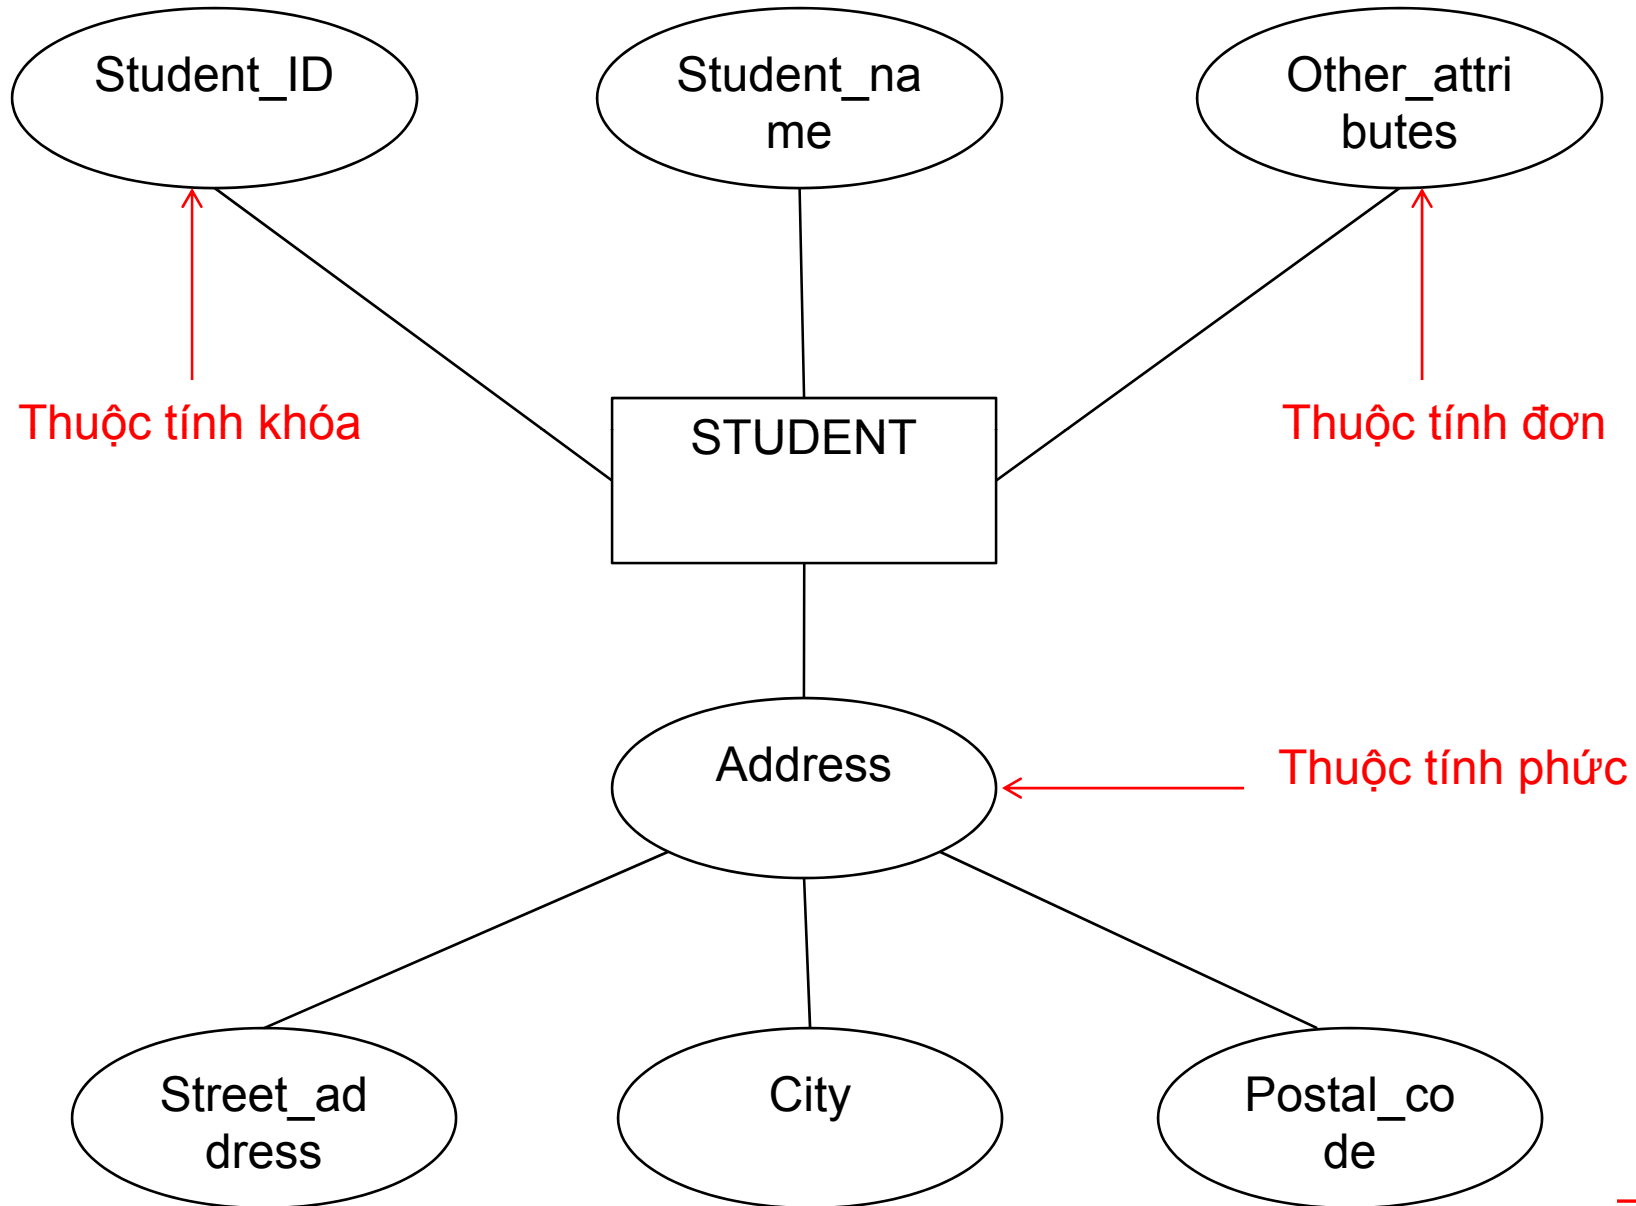 Student_ID
Student_na
me
Other_attri
butes
Thuộc tính khóa
STUDENT
Thuộc tính đơn
Address
Thuộc tính phức
Street_ad
dress
City
Postal_co
de